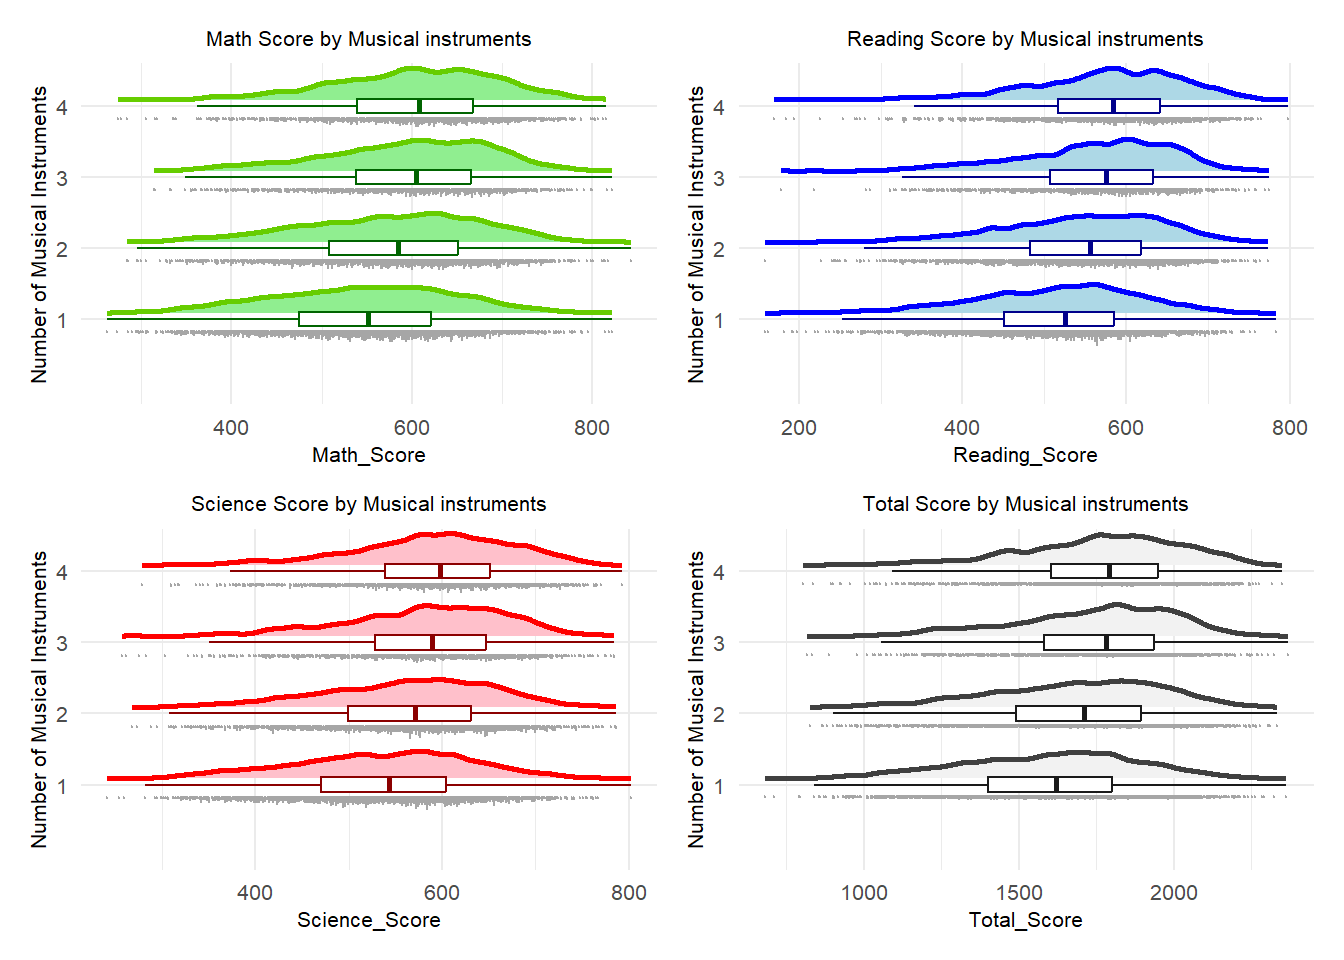 Math Score by Musical instruments
Number of Musical Instruments
4
3
2
1
400 600 800
Math_Score
Reading Score by Musical instruments
Number of Musical Instruments
4
3
2
1
200 400 600 800
Reading_Score
Science Score by Musical instruments
Number of Musical Instruments
4
3
2
1
400 600 800
Science_Score
Total Score by Musical instruments
Number of Musical Instruments
4
3
2
1
1000 1500 2000
Total_Score